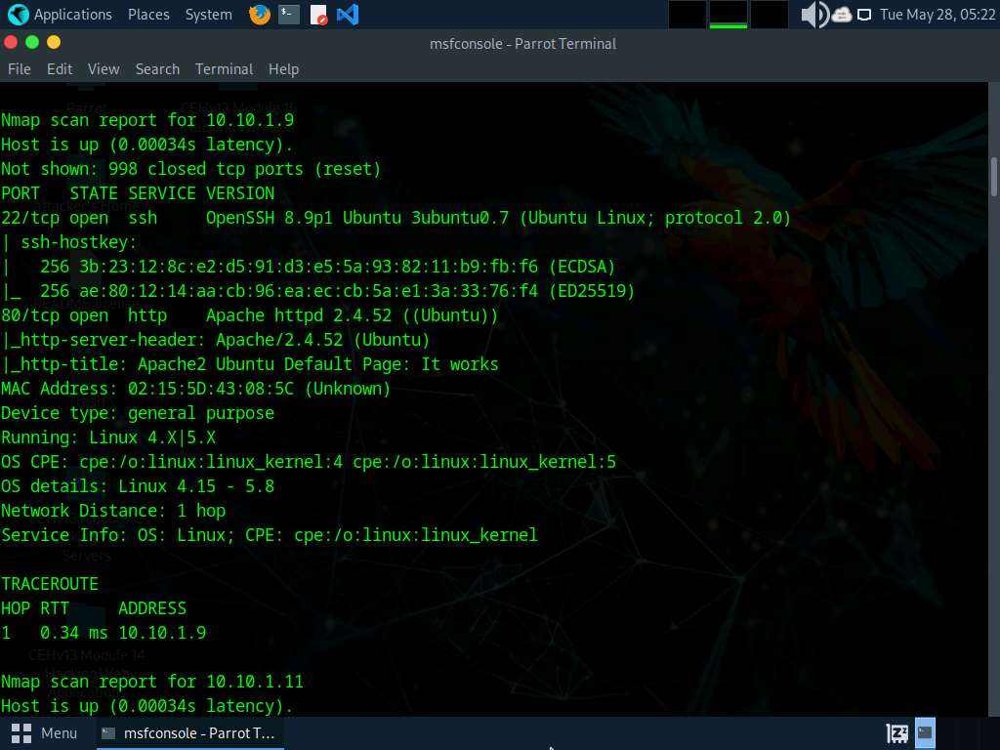 Applications Places System Tue May 28, 05:22
msfconsole - Parrot Terminal
File Edit View Search Terminal Help
Nmap scan report for 10.10.1.9
Host is up (0.00034s latency).
Not shown: 998 closed tcp ports (reset)
PORT   STATE SERVICE VERSION
22/tcp open  ssh     OpenSSH 8.9p1 Ubuntu 3ubuntu0.7 (Ubuntu Linux; protocol 2.0)
| ssh-hostkey:
|   256 3b:23:12:8c:e2:d5:91:d3:e5:5a:93:82:11:b9:fb:f6 (ECDSA)
|_  256 ae:80:12:14:aa:cb:96:ea:ec:cb:5a:e1:3a:33:76:f4 (ED25519)
80/tcp open  http    Apache httpd 2.4.52 ((Ubuntu))
|_http-server-header: Apache/2.4.52 (Ubuntu)
|_http-title: Apache2 Ubuntu Default Page: It works
MAC Address: 02:15:5D:43:08:5C (Unknown)
Device type: general purpose
Running: Linux 4.X|5.X
OS CPE: cpe:/o:linux:linux_kernel:4 cpe:/o:linux:linux_kernel:5
OS details: Linux 4.15 - 5.8
Network Distance: 1 hop
Service Info: OS: Linux; CPE: cpe:/o:linux:linux_kernel
Servers
TRACEROUTE
HOP RTT     ADDRESS
1   0.34 ms 10.10.1.9
CEHv13 Module 14
Nmap scan report for 10.10.1.11
Host is up (0.00034s latency).
Menu msfconsole - Parrot T...